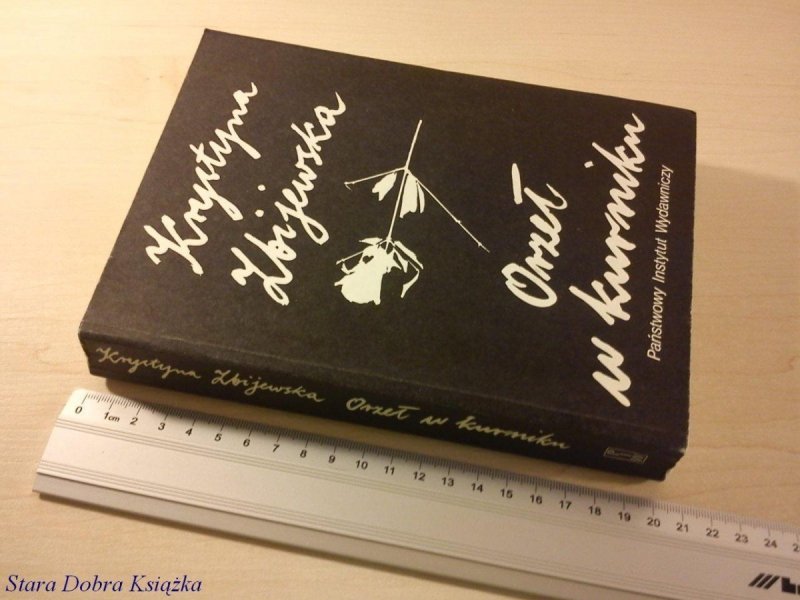 Krystyna
Zbijewska
Orzeł
w kurniku
Państwowy Instytut Wydawniczy
Krystyna Zbijewska Orzeł w kurniku
0 1cm 2 3 4 5 6 7 8 9 10 11 12 13 14 15 16 17 18 19 20 21 22 23 24
Stara Dobra Książka